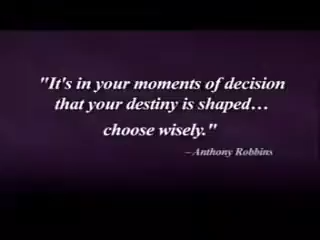 "It's in your moments of decision
that your destiny is shaped...
choose wisely."
– Anthony Robbins